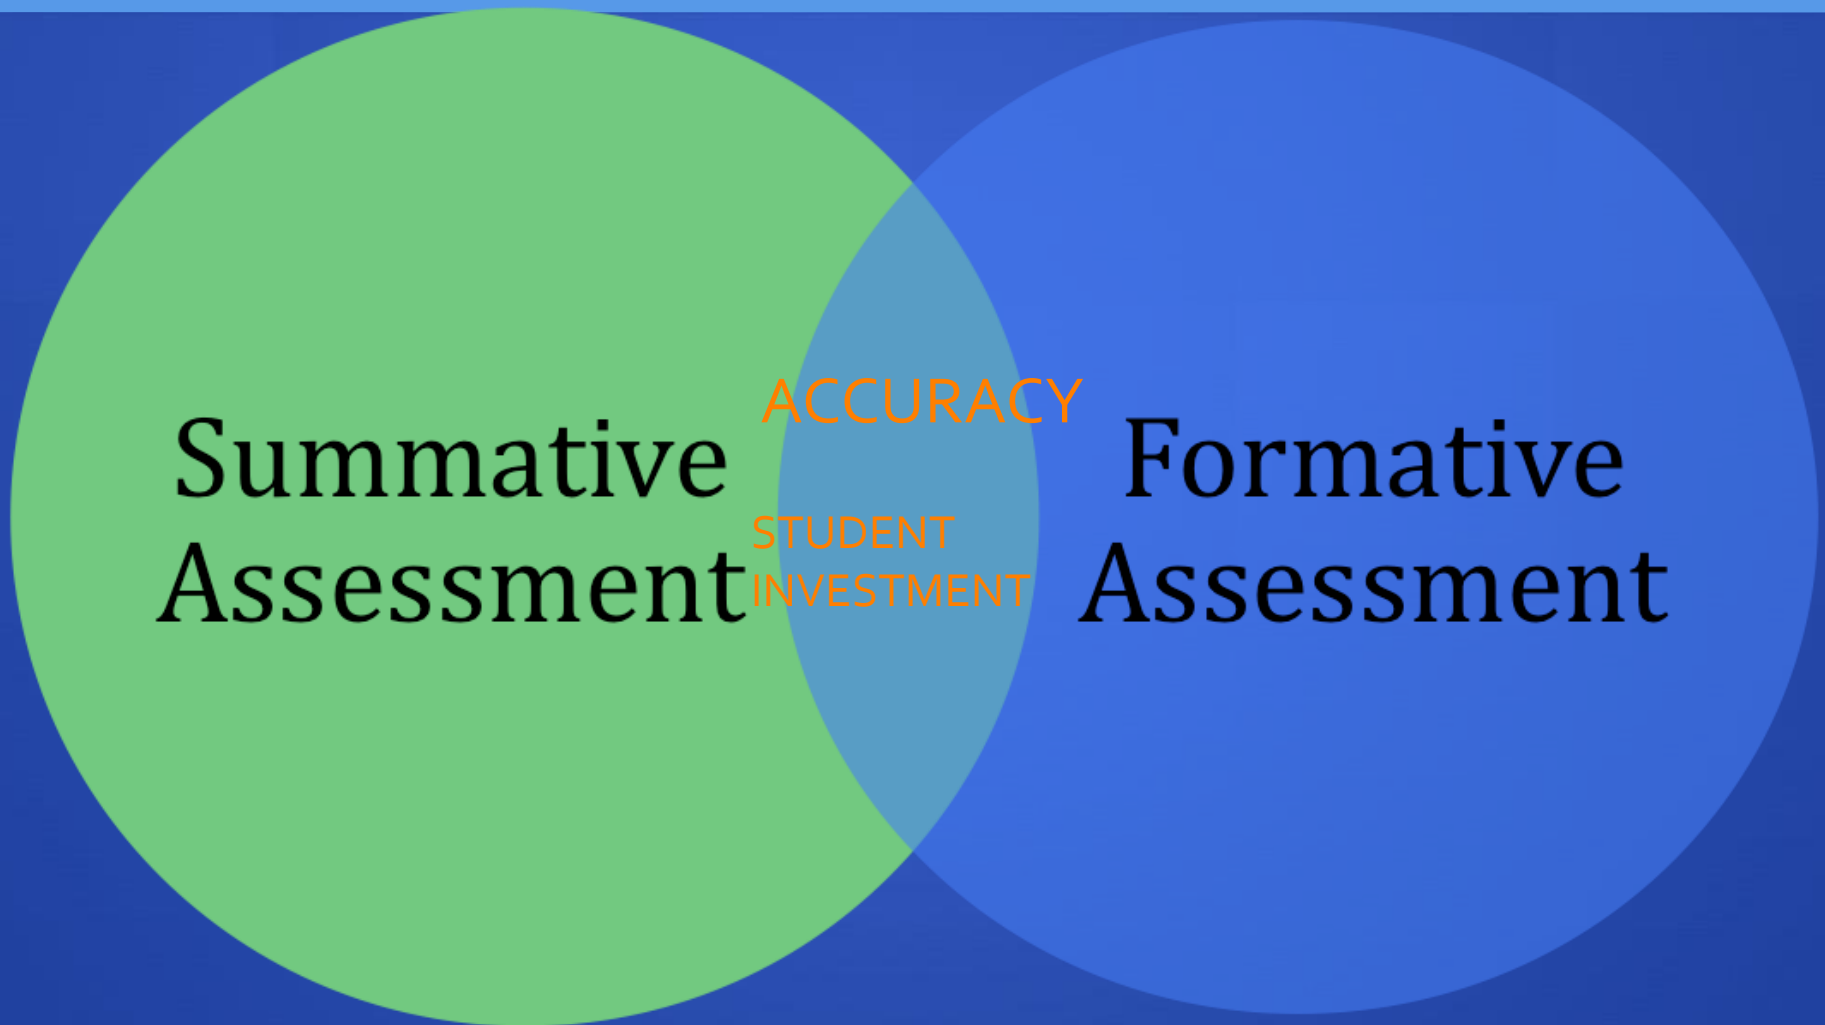 Summative
Assessment
ACCURACY
STUDENT
INVESTMENT
Formative
Assessment